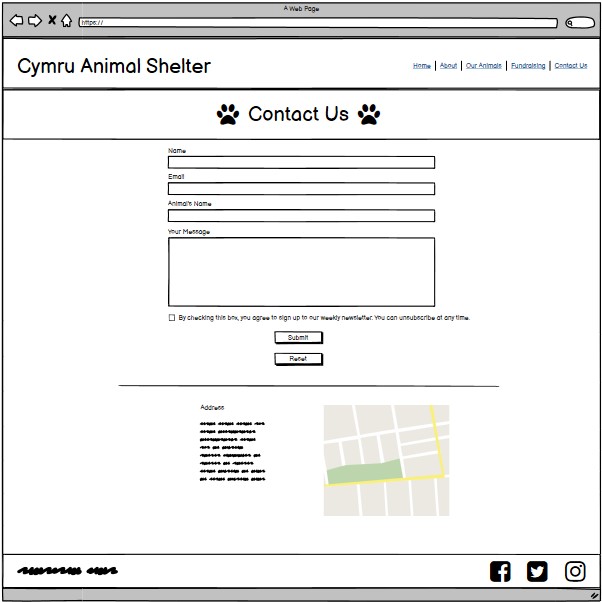 A Web Page
https://
Cymru Animal Shelter
Home | About | Our Animals | Fundraising | Contact Us
Contact Us
Name
Email
Animal's Name
Your Message
By checking this box, you agree to sign up to our weekly newsletter. You can unsubscribe at any time.
Submit
Reset
Address